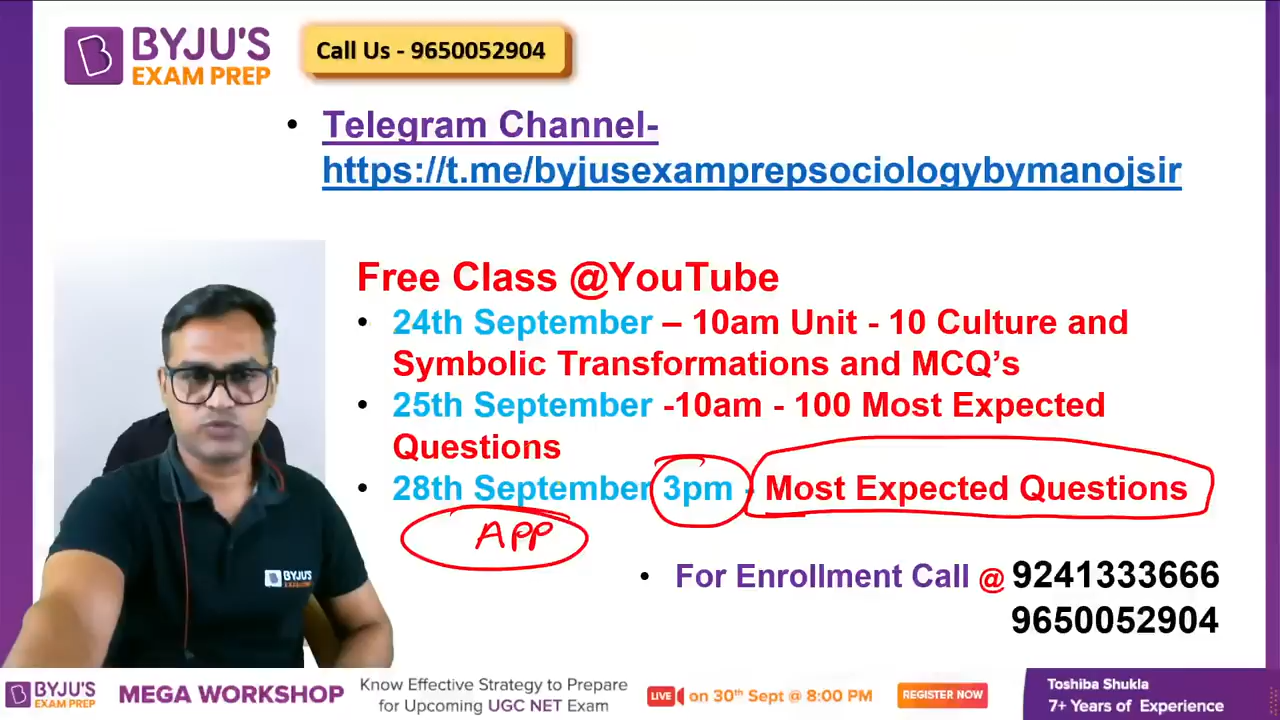 BYJU'S
EXAM PREP
Call Us - 9650052904
• Telegram Channel-
https://t.me/byjusexamprepsociologybymanojsir
Free Class @YouTube
• 24th September – 10am Unit - 10 Culture and
Symbolic Transformations and MCQ’s
• 25th September -10am - 100 Most Expected
Questions
• 28th September 3pm - Most Expected Questions
APP
BYJU'S
EXAM PREP
• For Enrollment Call @ 9241333666
9650052904
BYJU'S
EXAM PREP
MEGA WORKSHOP
Know Effective Strategy to Prepare
for Upcoming UGC NET Exam
LIVE on 30th Sept @ 8:00 PM
REGISTER NOW
Toshiba Shukla
7+ Years of Experience